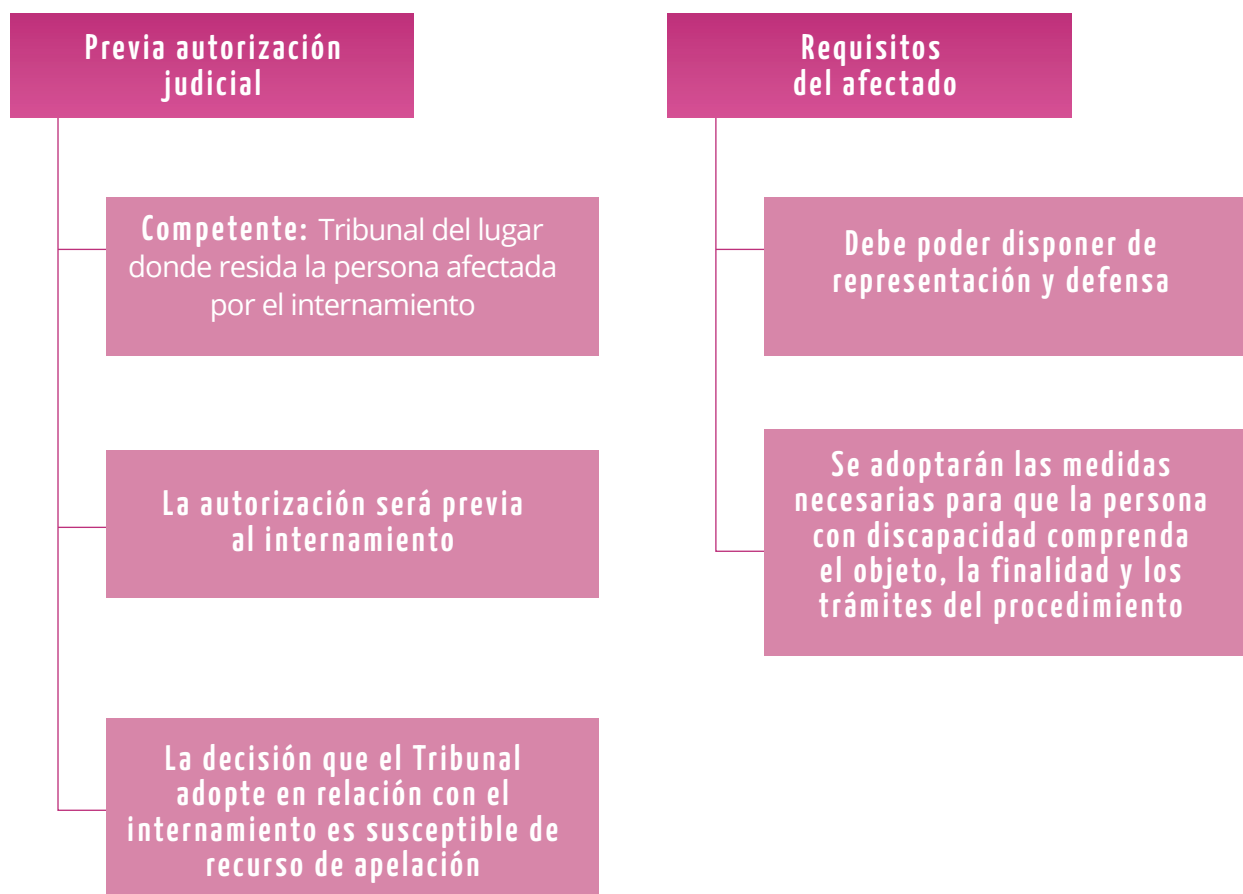 Previa autorización
judicial
Competente: Tribunal del lugar
donde resida la persona afectada
por el internamiento
La autorización será previa
al internamiento
La decisión que el Tribunal
adopte en relación con el
internamiento es susceptible de
recurso de apelación
Requisitos
del afectado
Debe poder disponer de
representación y defensa
Se adoptarán las medidas
necesarias para que la persona
con discapacidad comprenda
el objeto, la finalidad y los
trámites del procedimiento